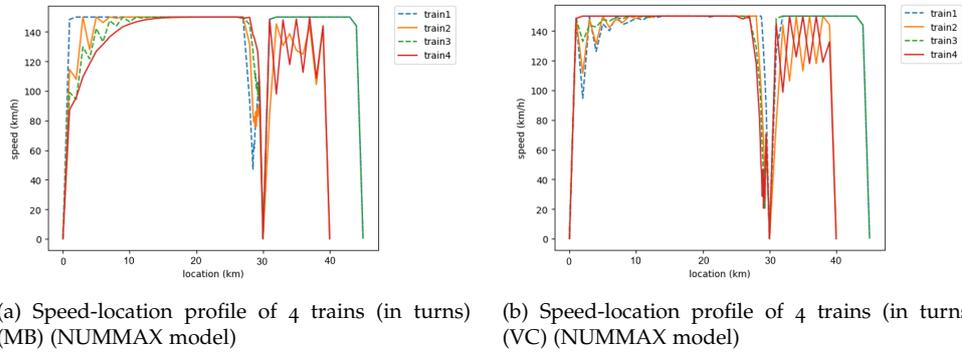 140
120
100
80
60
40
20
0
speed (km/h)
0 10 20 30 40
location (km)
train1
train2
train3
train4
140
120
100
80
60
40
20
0
speed (km/h)
0 10 20 30 40
location (km)
train1
train2
train3
train4
(a) Speed-location profile of 4 trains (in turns)
(MB) (NUMMAX model)
(b) Speed-location profile of 4 trains (in turns
(VC) (NUMMAX model)